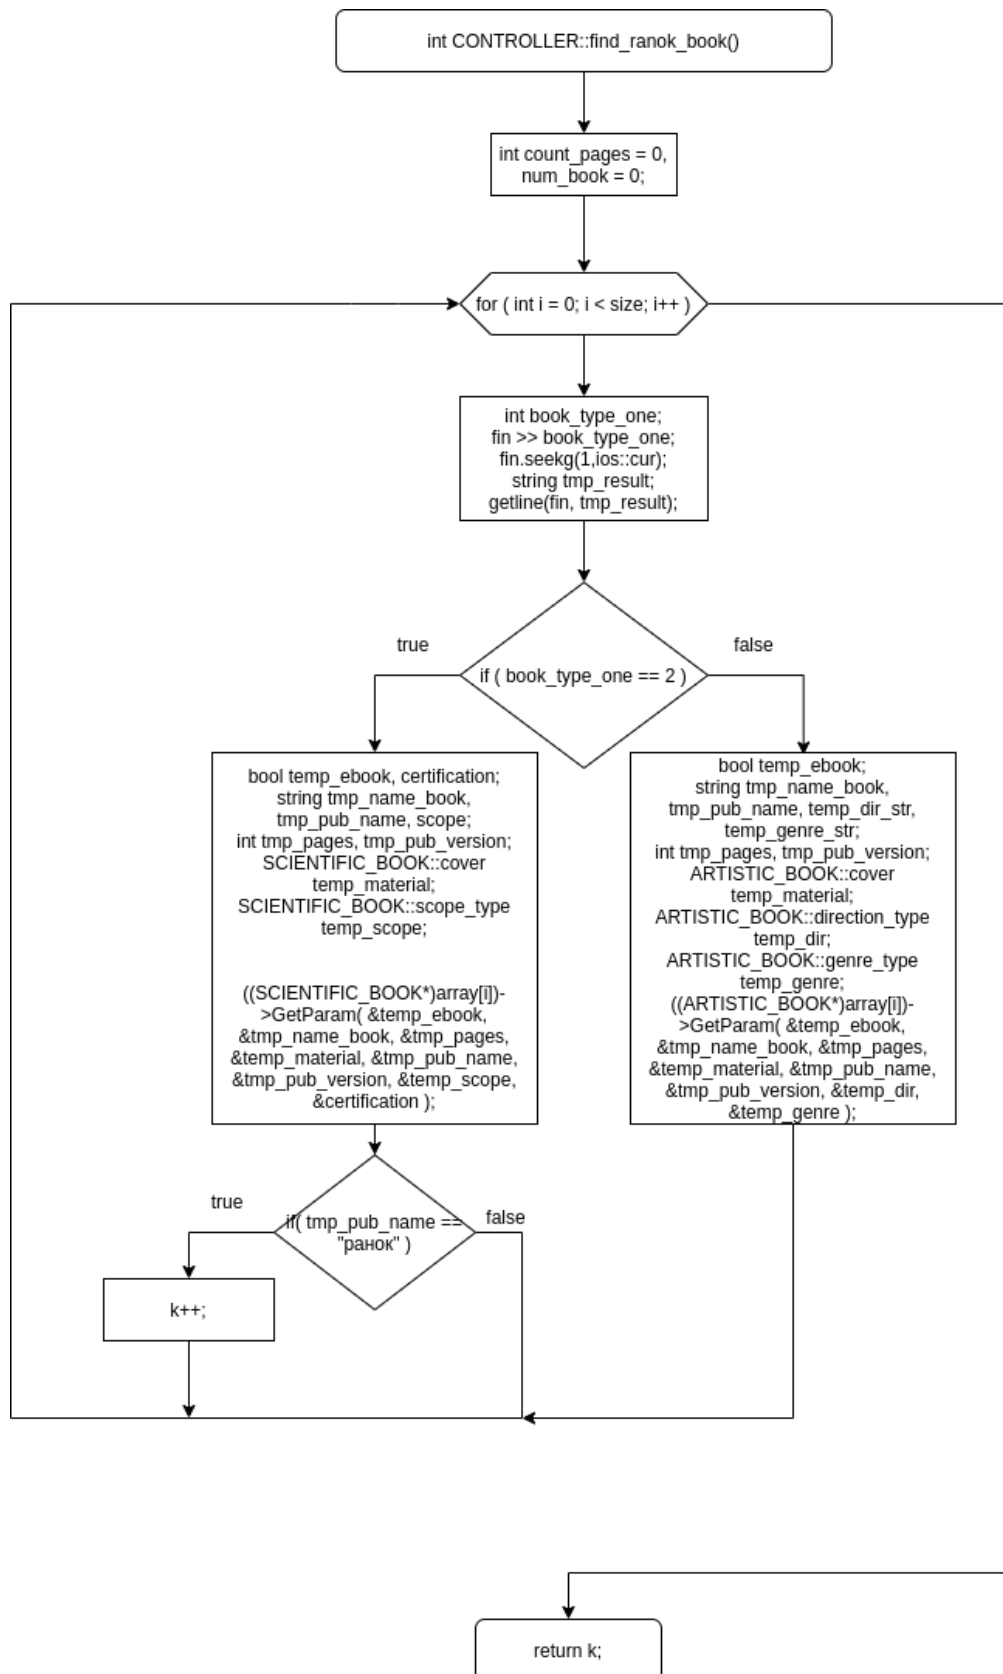 int CONTROLLER::find_ranok_book()
int count_pages = 0,
num_book = 0;
for ( int i = 0; i < size; i++ )
int book_type_one;
fin >> book_type_one;
fin.seekg(1,ios::cur);
string tmp_result;
getline(fin, tmp_result);
true
false
if ( book_type_one == 2 )
bool temp_ebook, certification;
string tmp_name_book,
tmp_pub_name, scope;
int tmp_pages, tmp_pub_version;
SCIENTIFIC_BOOK::cover
temp_material;
SCIENTIFIC_BOOK::scope_type
temp_scope;
((SCIENTIFIC_BOOK*)array[i])-
>GetParam( &temp_ebook,
&tmp_name_book, &tmp_pages,
&temp_material, &tmp_pub_name,
&tmp_pub_version, &temp_scope,
&certification );
bool temp_ebook;
string tmp_name_book,
tmp_pub_name, temp_dir_str,
temp_genre_str;
int tmp_pages, tmp_pub_version;
ARTISTIC_BOOK::cover
temp_material;
ARTISTIC_BOOK::direction_type
temp_dir;
ARTISTIC_BOOK::genre_type
temp_genre;
((ARTISTIC_BOOK*)array[i])-
>GetParam( &temp_ebook,
&tmp_name_book, &tmp_pages,
&temp_material, &tmp_pub_name,
&tmp_pub_version, &temp_dir,
&temp_genre );
true
false
if( tmp_pub_name ==
"ранок" )
k++;
return k;